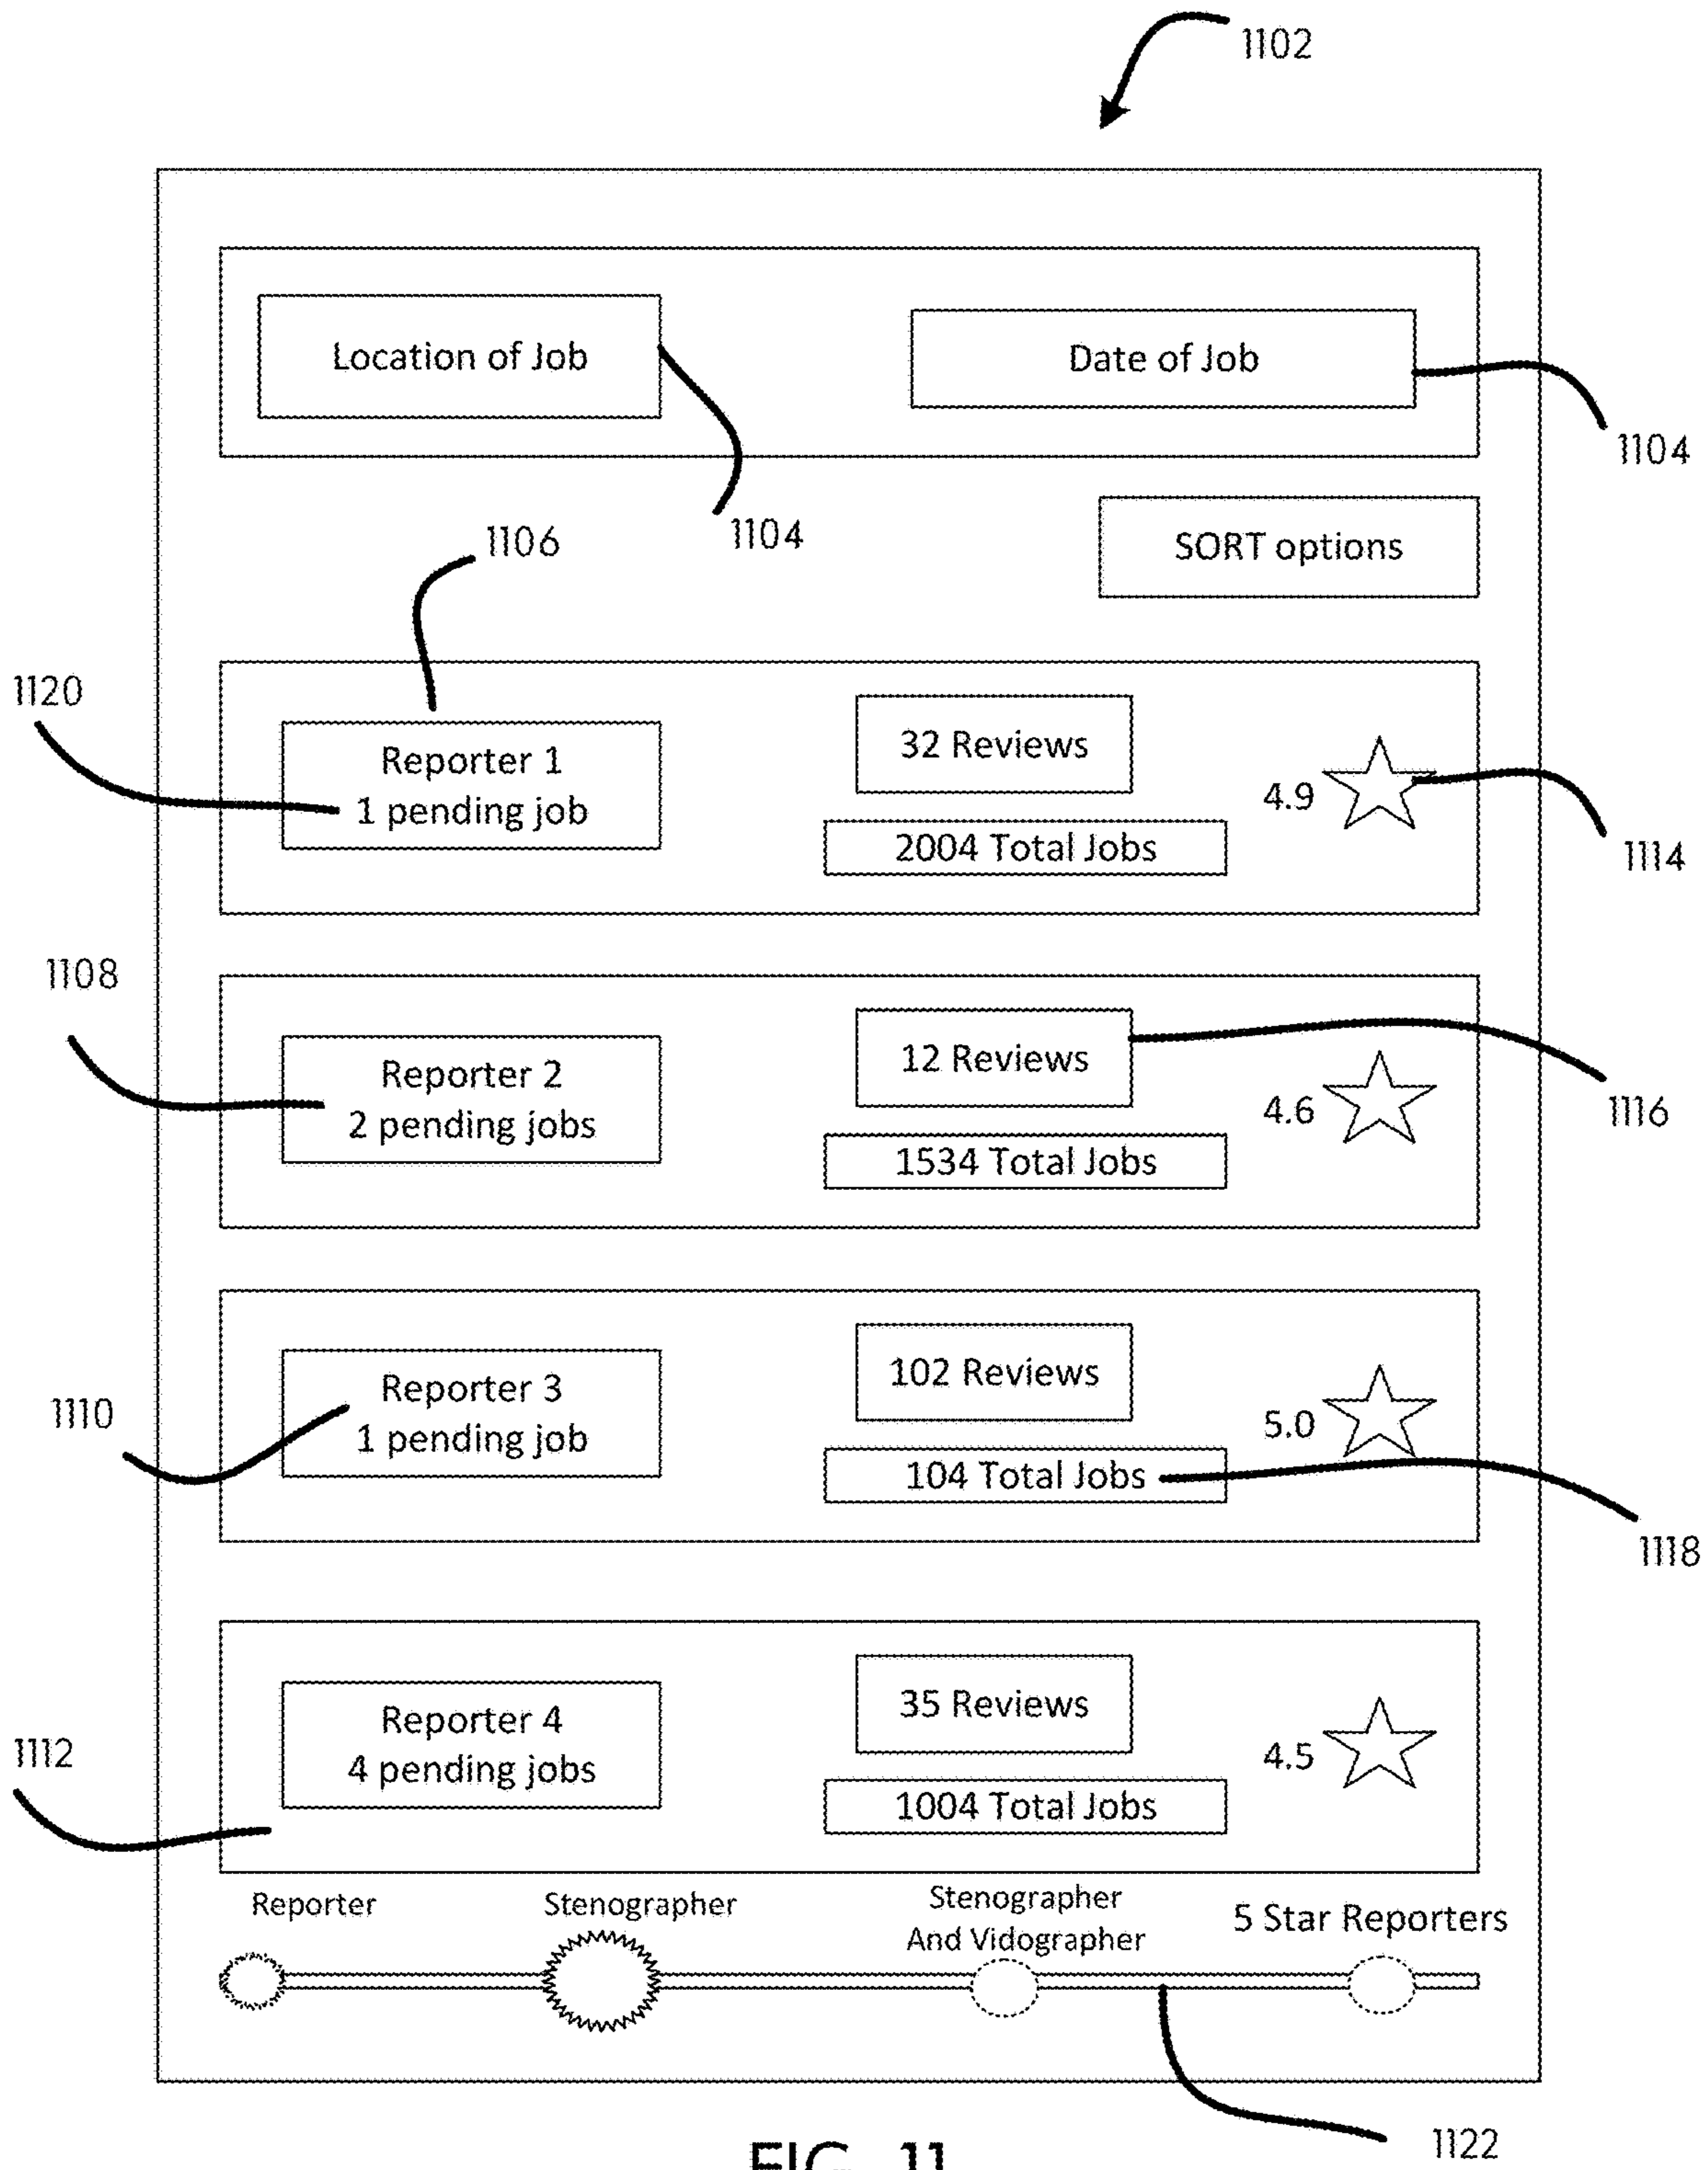 1102
Location of Job
Date of Job
1104
1104
1106
SORT options
1120
Reporter 1
1 pending job
32 Reviews
2004 Total Jobs
4.9
1114
1108
Reporter 2
2 pending jobs
12 Reviews
1534 Total Jobs
4.6
1116
1110
Reporter 3
1 pending job
102 Reviews
104 Total Jobs
5.0
1118
1112
Reporter 4
4 pending jobs
35 Reviews
1004 Total Jobs
4.5
Reporter
Stenographer
Stenographer
And Vidographer
5 Star Reporters
1122
FIG. 11